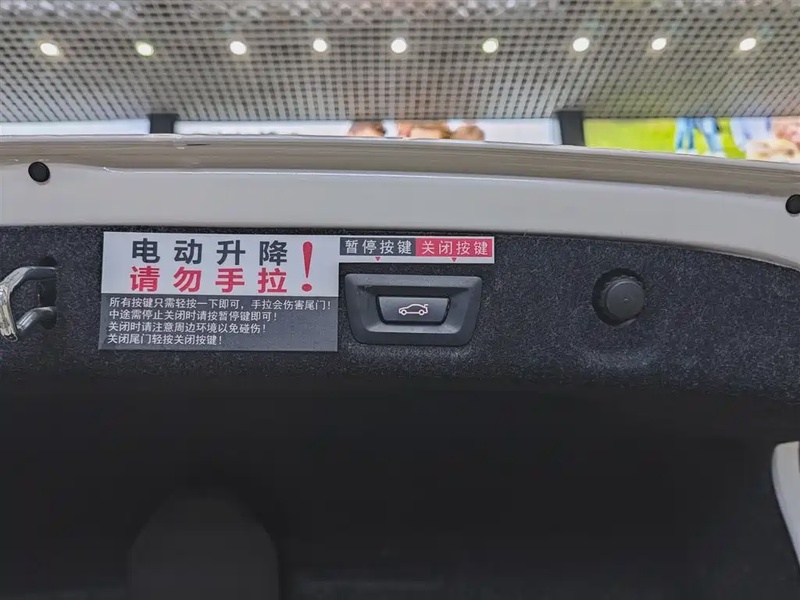 电动升降
请勿手拉！
所有按键只需轻按一下即可，手拉会伤害尾门！
中途需停止关闭时请按暂停键即可！
关闭时请注意周边环境以免碰伤！
关闭尾门轻按关闭按键！
暂停按键 关闭按键